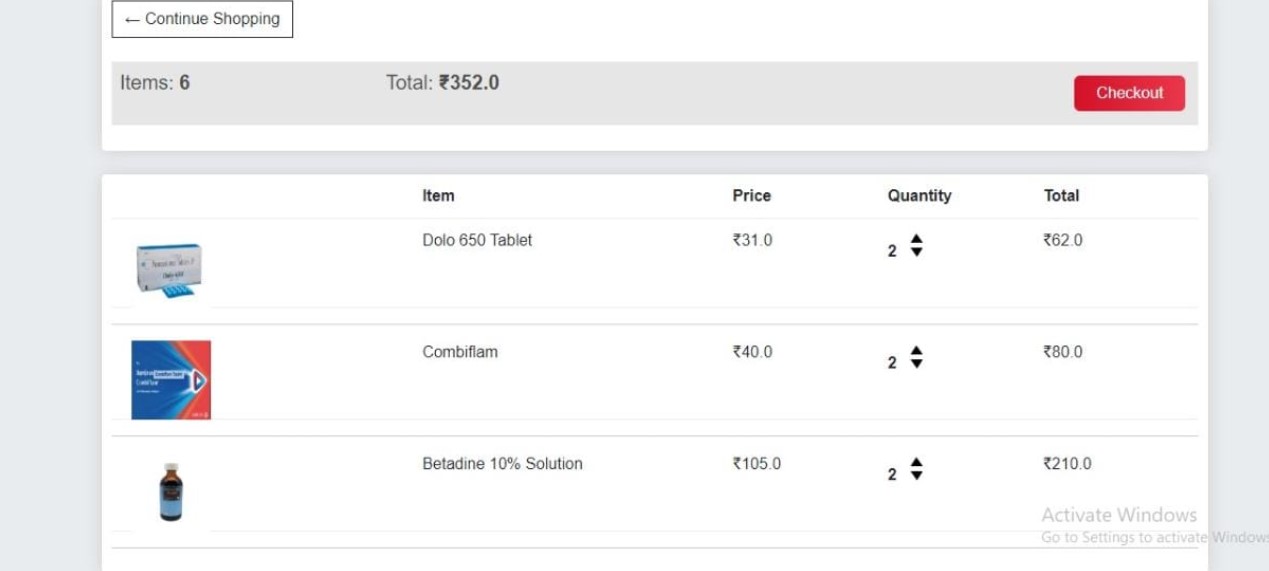 ← Continue Shopping
Items: 6 Total: ₹352.0 Checkout
Item Price Quantity Total
Dolo 650 Tablet ₹31.0 2 ₹62.0
Combiflam ₹40.0 2 ₹80.0
Betadine 10% Solution ₹105.0 2 ₹210.0
Activate Windows
Go to Settings to activate Windows